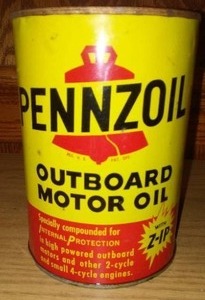 PENNZOIL
OUTBOARD
MOTOR OIL
Specially compounded for
INTERNAL PROTECTION
in high powered outboard
motors and other 2-cycle
and small 4-cycle engines.
Z-IP